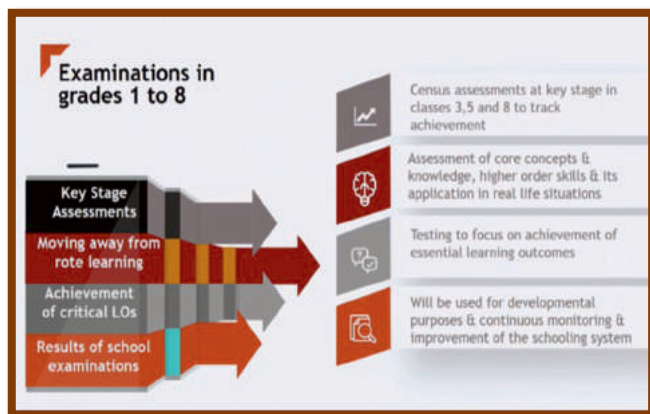 Examinations in
grades 1 to 8
Key Stage
Assessments
Moving away from
rote learning
Achievement
of critical LOs
Results of school
examinations
Census assessments at key stage in
classes 3,5 and 8 to track
achievement
Assessment of core concepts &
knowledge, higher order skills & its
application in real life situations
Testing to focus on achievement of
essential learning outcomes
Will be used for developmental
purposes & continuous monitoring &
improvement of the schooling system